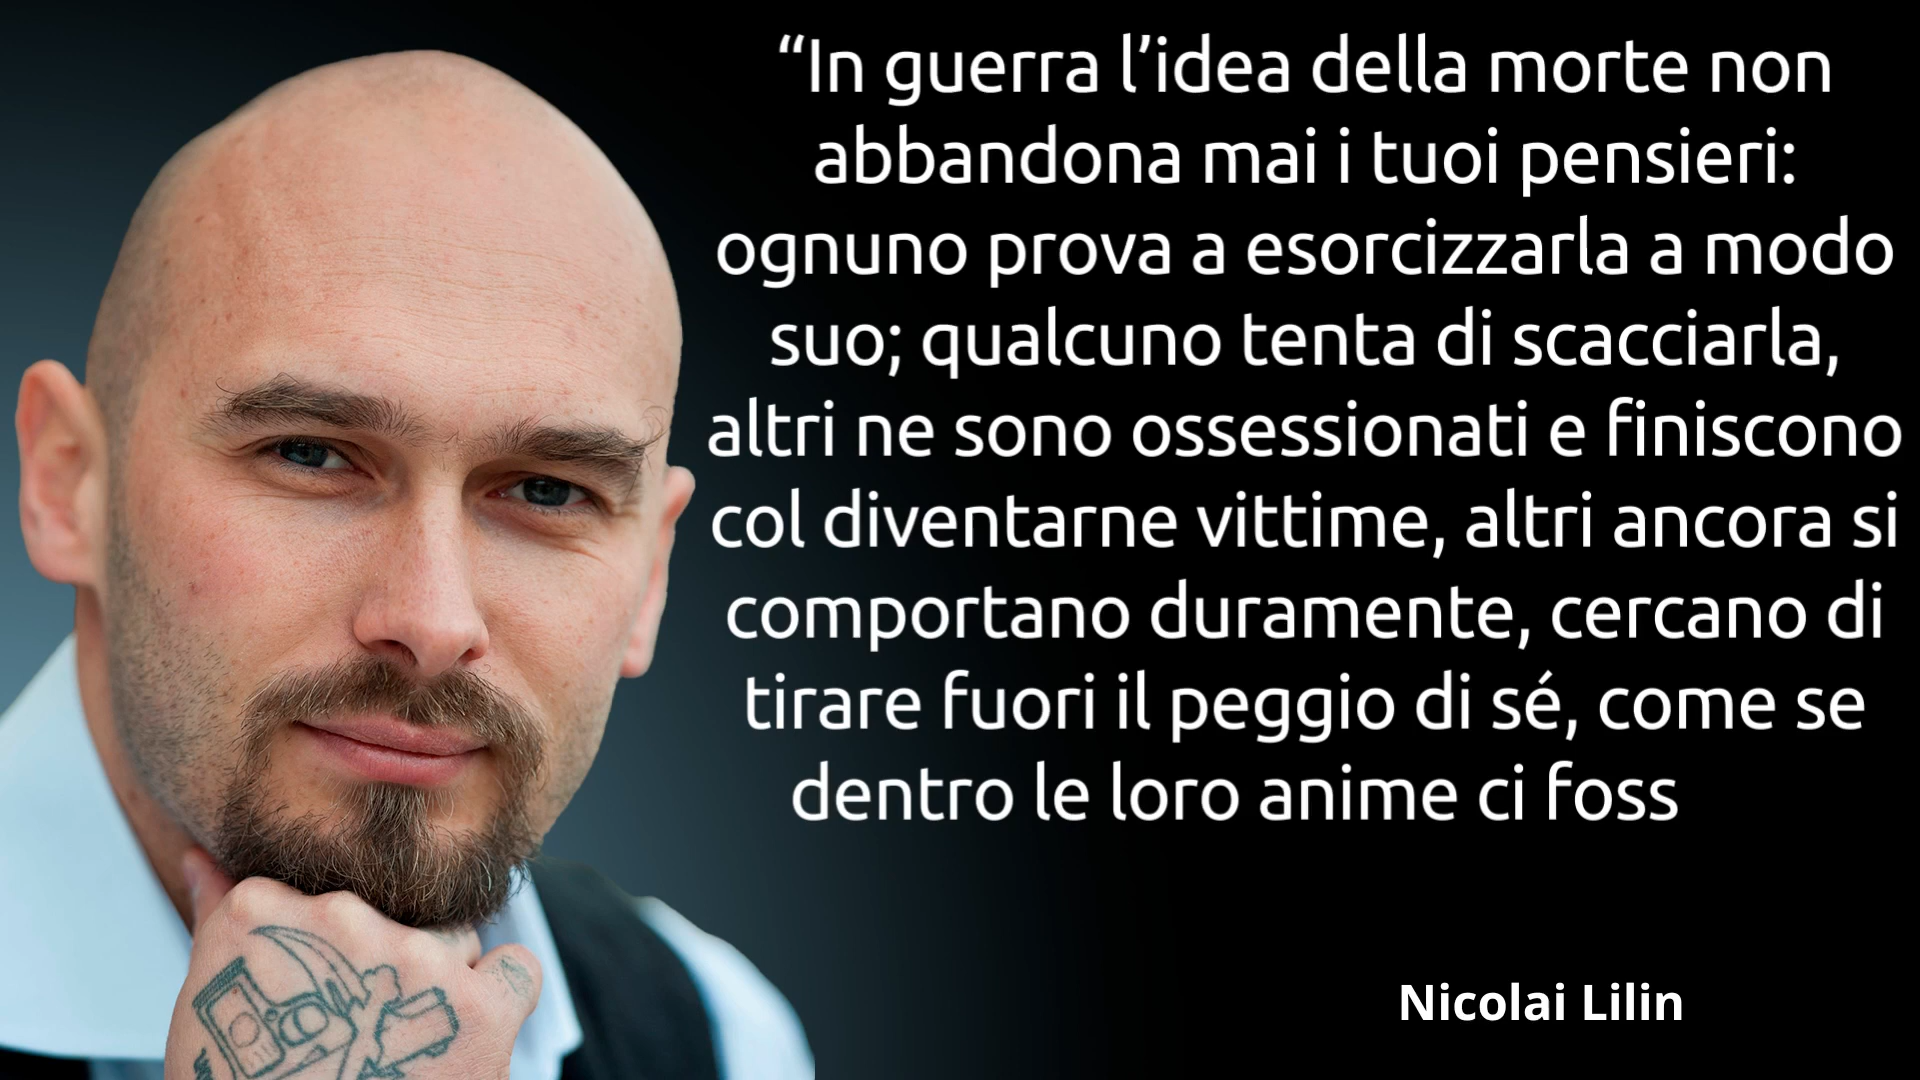 “In guerra l’idea della morte non
abbandona mai i tuoi pensieri:
ognuno prova a esorcizzarla a modo
suo; qualcuno tenta di scacciarla,
altri ne sono ossessionati e finiscono
col diventarne vittime, altri ancora si
comportano duramente, cercano di
tirare fuori il peggio di sé, come se
dentro le loro anime ci foss
Nicolai Lilin